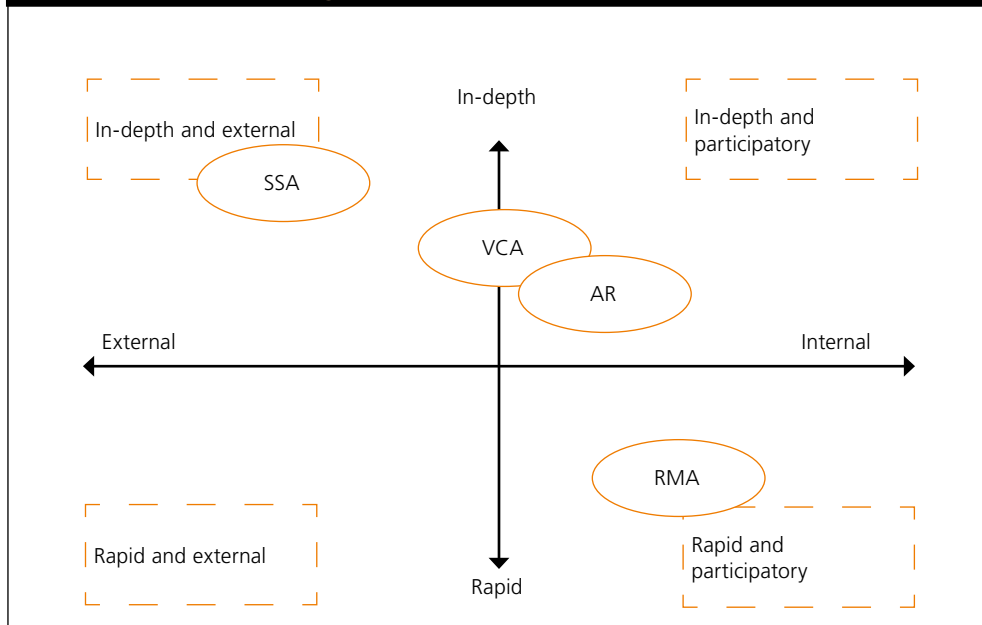 In-depth
In-depth and external
In-depth and
participatory
SSA
VCA
AR
External
Internal
RMA
Rapid and external
Rapid and
participatory
Rapid